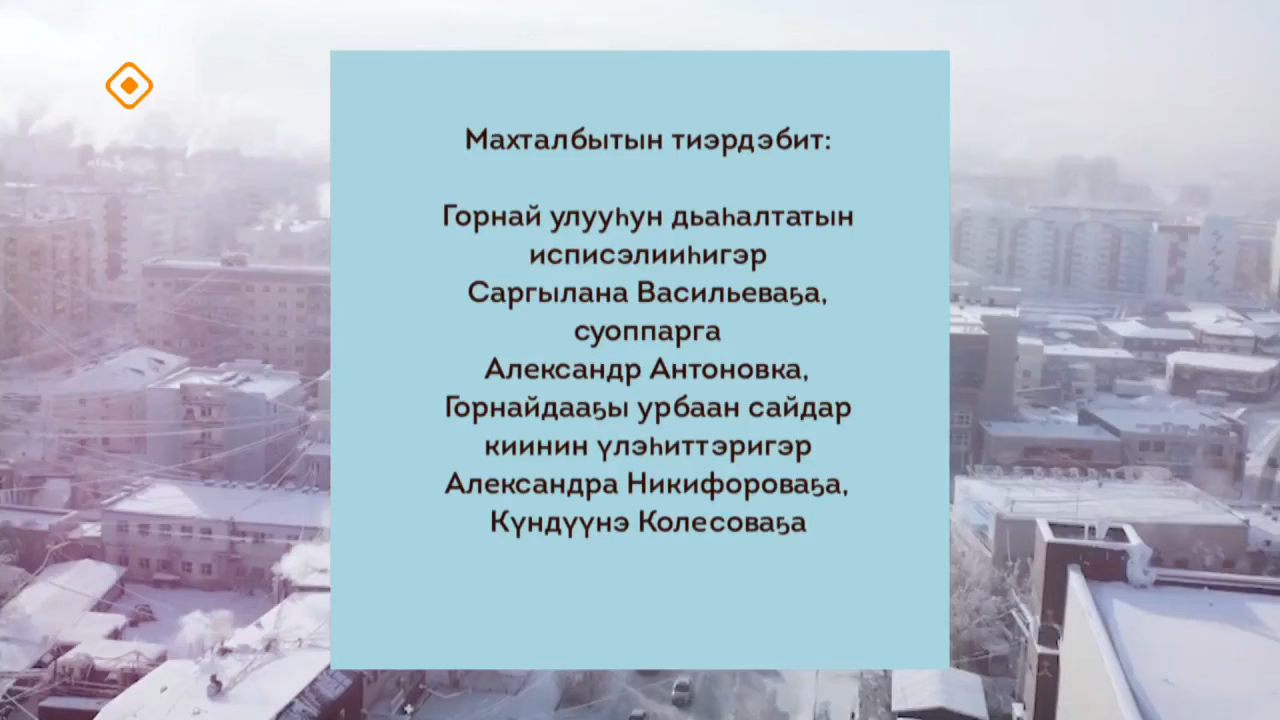 Махталбытын тиэрдэбит:
Горнай улууһун дьаһалтатын
исписэлииһигэр
Саргылана Васильеваҕа,
суоппарга
Александр Антоновка,
Горнайдааҕы урбаан сайдар
киинин үлэһиттэригэр
Александра Никифороваҕа,
Күндүүнэ Колесоваҕа